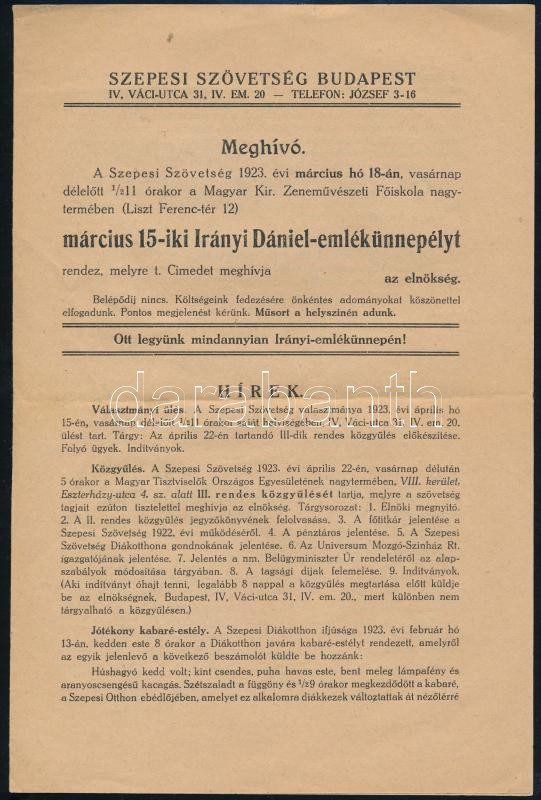 SZEPESI SZÖVETSÉG BUDAPEST
IV, VÁCI-UTCA 31, IV. EM. 20 — TELEFON: JÓZSEF 3-16
Meghívó.
A Szepesi Szövetség 1923. évi március hó 18-án, vasárnap
délelőtt 1/211 órakor a Magyar Kir. Zeneművészeti Főiskola nagy-
termében (Liszt Ferenc-tér 12)
március 15-iki Irányi Dániel-emlékünnepélyt
rendez, melyre t. Cimedet meghívja
az elnökség.
Belépődíj nincs. Költségeink fedezésére önkéntes adományokat köszönettel
elfogadunk. Pontos megjelenést kérünk. Műsort a helyszinén adunk.
Ott legyünk mindannyian Irányi-emlékünnepén!
HÍREK.
darabanth
Választmányi ülés. A Szepesi Szövetség választmánya 1923. évi április hó
15-én, vasárnap délelőtt 1/211 órakor saját helyiségében, IV, Váci-utca 31, IV. em. 20.
ülést tart. Tárgy: Az április 22-én tartandó III-dik rendes közgyűlés előkészítése.
Folyó ügyek. Indítványok.
Közgyűlés. A Szepesi Szövetség 1923. évi április 22-én, vasárnap délután
5 órakor a Magyar Tisztviselők Országos Egyesületének nagytermében, VIII. kerület,
Eszterházy-utca 4. sz. alatt III. rendes közgyűlését tartja, melyre a szövetség
tagjait ezúton tisztelettel meghívja az elnökség. Tárgysorozat: 1. Elnöki megnyitó.
2. A II. rendes közgyűlés jegyzőkönyvének felolvasása. 3. A főtitkár jelentése a
Szepesi Szövetség 1922. évi működéséről. 4. A pénztáros jelentése. 5. A Szepesi
Szövetség Diákotthona gondnokának jelentése. 6. Az Universum Mozgó-Szinház Rt.
igazgatójának jelentése. 7. Jelentés a nm. Belügyminiszter Úr rendeletéről az alap-
szabályok módosítása tárgyában. 8. A tagsági díjak felemelése. 9. Indítványok.
(Aki indítványt óhajt tenni, legalább 8 nappal a közgyűlés megtartása előtt küldje
be az elnökségnek, Budapest, IV, Váci-utca 31, IV. em. 20., mert különben nem
tárgyalható a közgyűlésen.)
Jótékony kabaré-estély. A Szepesi Diákotthon ifjúsága 1923. évi február hó
13-án, kedden este 8 órakor a Diákotthon javára kabaré-estélyt rendezett, amelyről
az egyik jelenlevő a következő beszámolót küldte be hozzánk:
Húshagyó kedd volt; kint csendes, puha havas este, bent meleg lámpafény és
aranyoscsengésű kacagás. Szétszaladt a függöny és 1/29 órakor megkezdődött a kabaré,
a Szepesi Otthon ebédlőjében, amelyet ez alkalomra diákkezek változtattak át nézőtérré